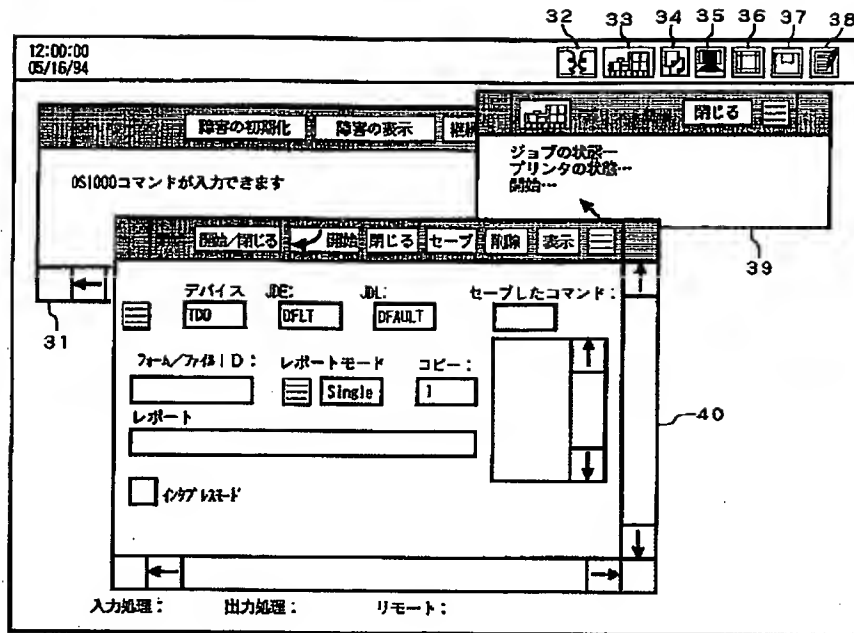 32 33 34 35 36 37 38
12:00:00
05/16/94
障害の初期化 障害の表示
閉じる
ジョブの状態…
プリンタの状態…
開始…
OS1000コマンドが入力できます
39
開始/閉じる 開始 閉じる セーブ 削除 表示
31
デバイス JDE: JDL: セーブしたコマンド:
TDO DFLT DFAULT
フォーム/ファイルID: レポートモード コピー:
Single 1
40
レポート
インタプレスモード
入力処理: 出力処理: リモート: